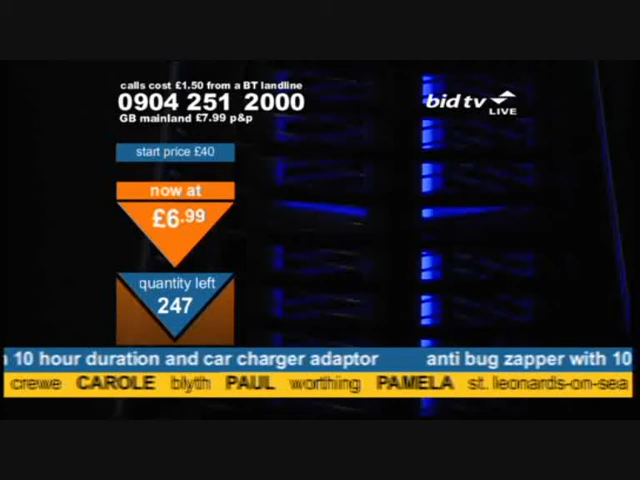 calls cost £1.50 from a BT landline
0904 251 2000
GB mainland £7.99 p&p
bid tv
LIVE
start price £40
now at
£6.99
quantity left
247
10 hour duration and car charger adaptor anti bug zapper with 10
crewe CAROLE blyth PAUL worthing PAMELA st. leonards-on-sea